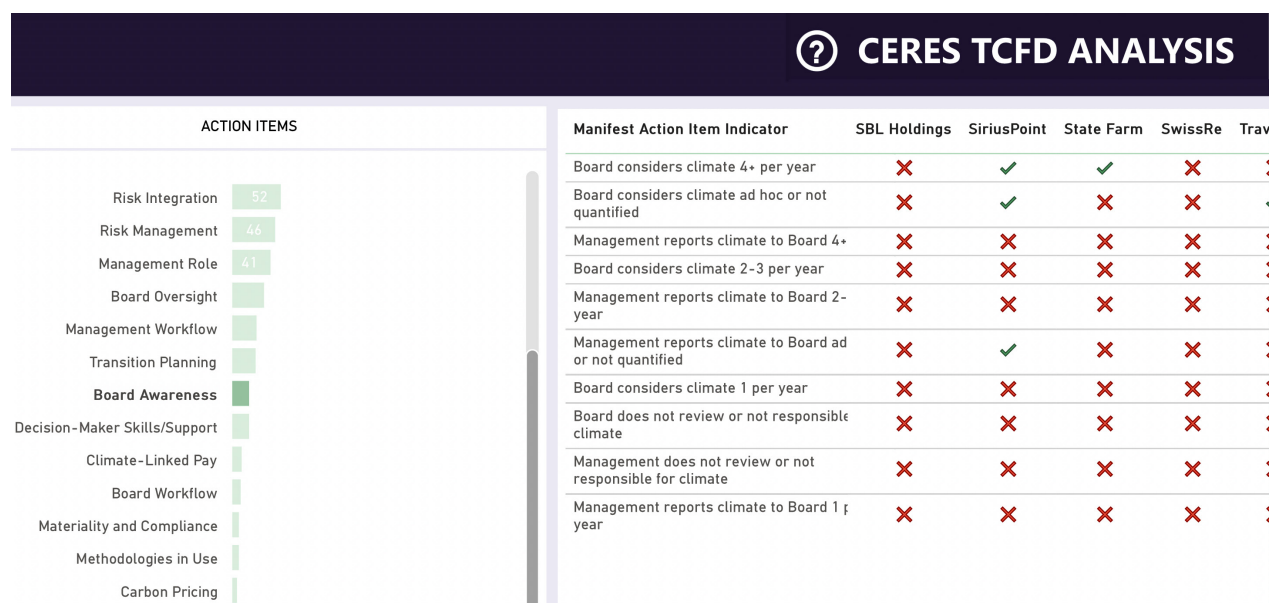 CERES TCFD ANALYSIS
ACTION ITEMS
Risk Integration 52
Risk Management 46
Management Role 41
Board Oversight
Management Workflow
Transition Planning
Board Awareness
Decision-Maker Skills/Support
Climate-Linked Pay
Board Workflow
Materiality and Compliance
Methodologies in Use
Carbon Pricing
Manifest Action Item Indicator SBL Holdings SiriusPoint State Farm SwissRe Trav
Board considers climate 4+ per year
Board considers climate ad hoc or not
quantified
Management reports climate to Board 4+
Board considers climate 2-3 per year
Management reports climate to Board 2-
year
Management reports climate to Board ad
or not quantified
Board considers climate 1 per year
Board does not review or not responsible
climate
Management does not review or not
responsible for climate
Management reports climate to Board 1 p
year